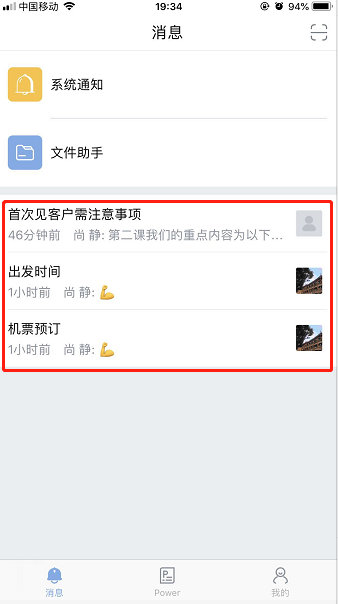 中国移动 19:34 94%
消息
系统通知
文件助手
首次见客户需注意事项
46分钟前 尚 静: 第二课我们的重点内容为以下...
出发时间
1小时前 尚 静: 💪
机票预订
1小时前 尚 静: 💪
消息 Power 我的